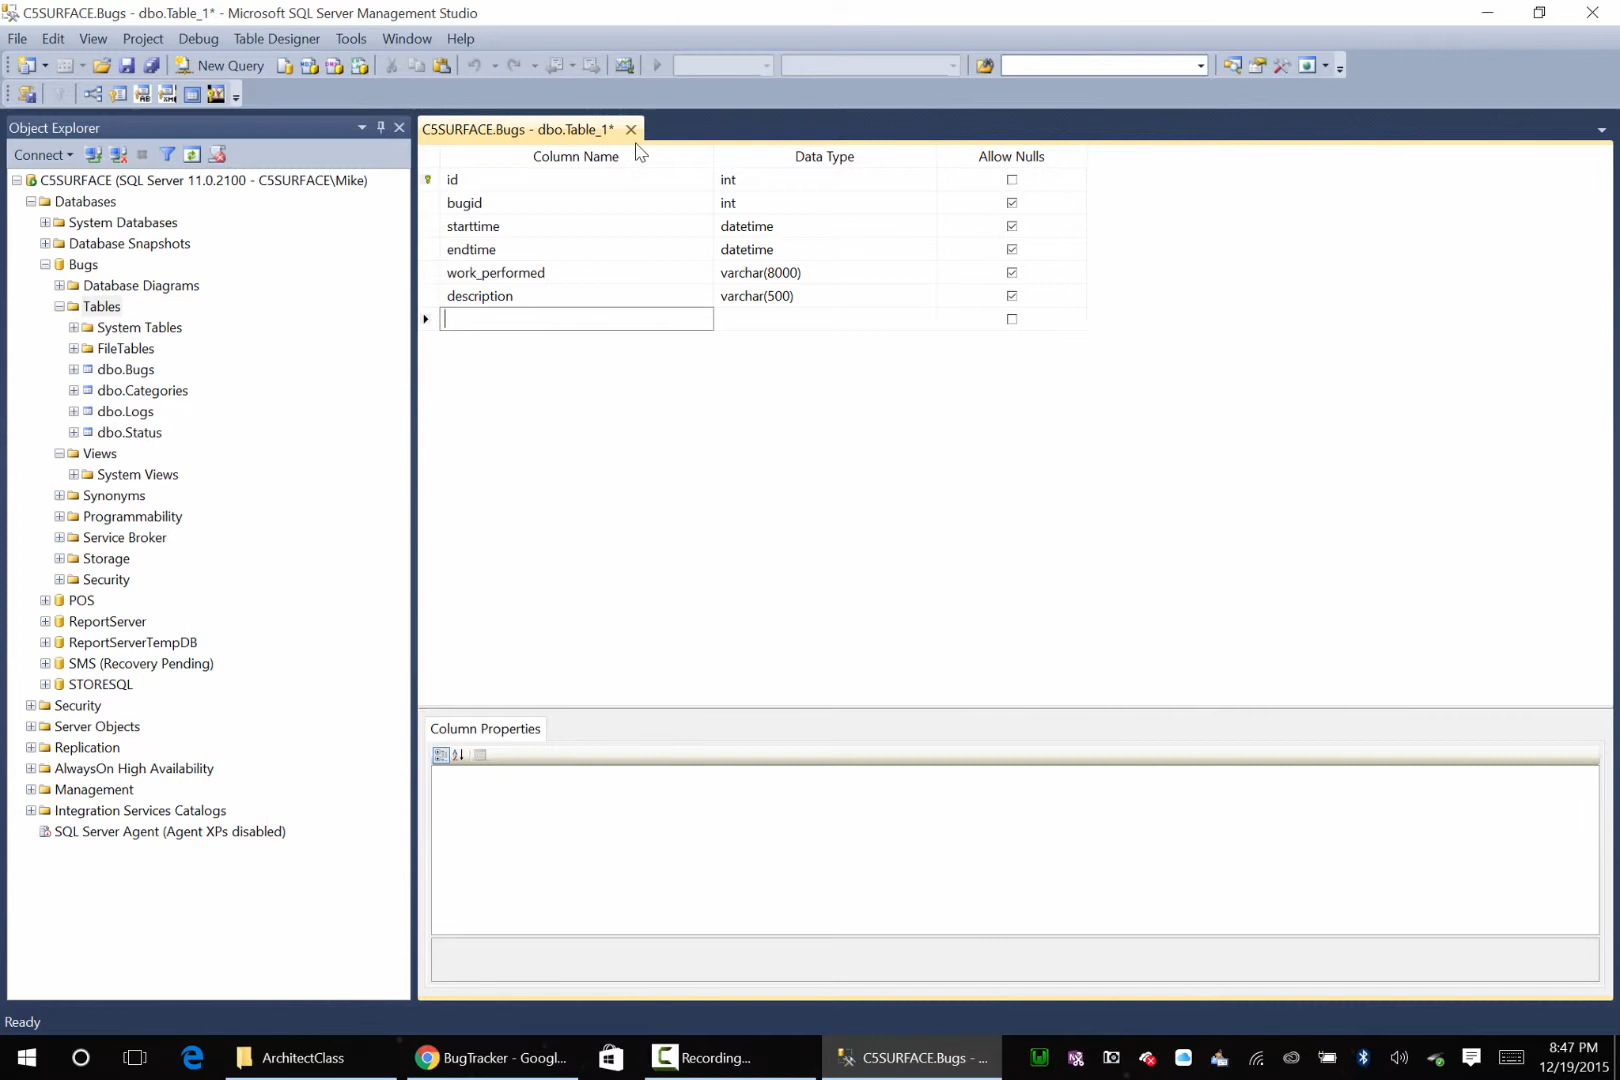 C5SURFACE.Bugs - dbo.Table_1* - Microsoft SQL Server Management Studio
File Edit View Project Debug Table Designer Tools Window Help
New Query
Object Explorer
Connect
C5SURFACE (SQL Server 11.0.2100 - C5SURFACE\Mike)
Databases
System Databases
Database Snapshots
Bugs
Database Diagrams
Tables
System Tables
FileTables
dbo.Bugs
dbo.Categories
dbo.Logs
dbo.Status
Views
System Views
Synonyms
Programmability
Service Broker
Storage
Security
POS
ReportServer
ReportServerTempDB
SMS (Recovery Pending)
STORESQL
Security
Server Objects
Replication
AlwaysOn High Availability
Management
Integration Services Catalogs
SQL Server Agent (Agent XPs disabled)
C5SURFACE.Bugs - dbo.Table_1*
Column Name Data Type Allow Nulls
id int
bugid int
starttime datetime
endtime datetime
work_performed varchar(8000)
description varchar(500)
Column Properties
Ready
ArchitectClass
BugTracker - Googl...
Recording...
C5SURFACE.Bugs - ...
8:47 PM
12/19/2015